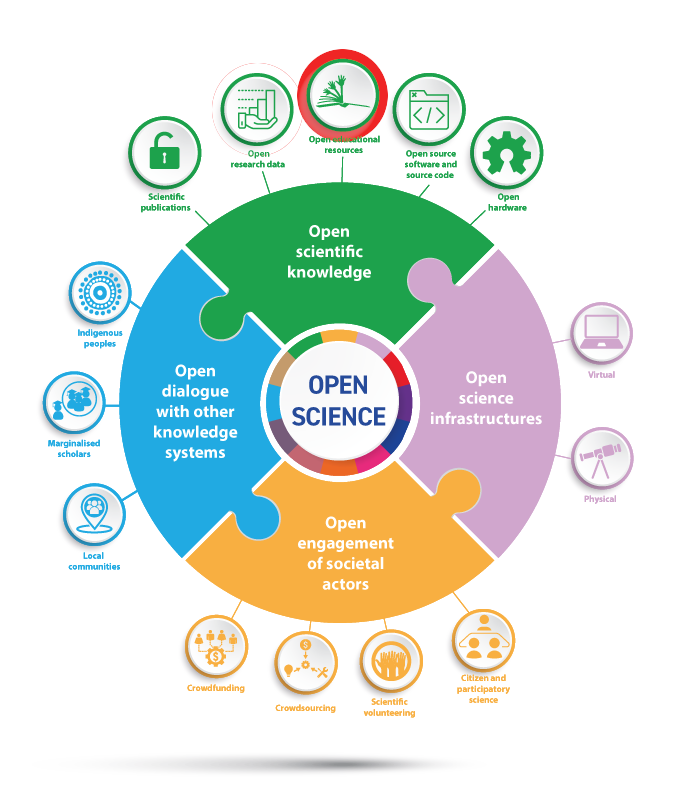 Open educational
resources
Open
research data
Open source
software and
source code
Scientific
publications
Open
hardware
Open
scientific
knowledge
Indigenous
peoples
Open
dialogue
with other
knowledge
systems
OPEN
SCIENCE
Open
science
infrastructures
Virtual
Marginalised
scholars
Physical
Local
communities
Open
engagement
of societal
actors
Crowdfunding
Crowdsourcing
Scientific
volunteering
Citizen and
participatory
science